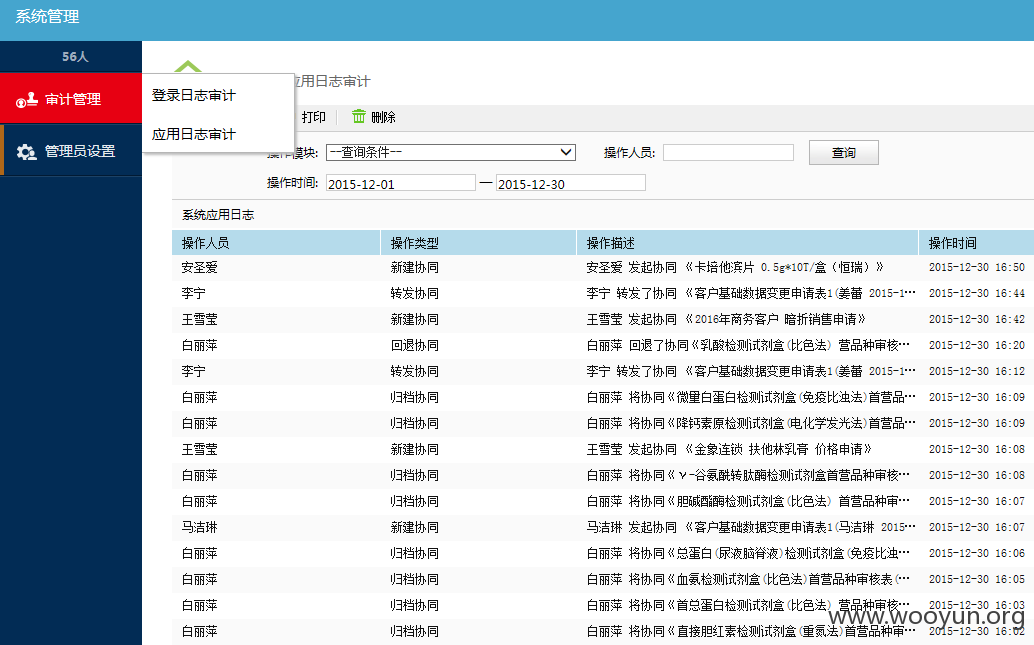 系统管理
56人
审计管理
管理员设置
登录日志审计
应用日志审计
用日志审计
打印 删除
操作模块: --查询条件-- 操作人员: 查询
操作时间: 2015-12-01 — 2015-12-30
系统应用日志
操作人员 操作类型 操作描述 操作时间
安圣爱 新建协同 安圣爱 发起协同 《卡培他滨片 0.5g*10T/盒（恒瑞）》 2015-12-30 16:50
李宁 转发协同 李宁 转发了协同 《客户基础数据变更申请表1(姜蕾 2015-1… 2015-12-30 16:44
王雪莹 新建协同 王雪莹 发起协同 《2016年商务客户 暗折销售申请》 2015-12-30 16:42
白丽萍 回退协同 白丽萍 回退了协同《乳酸检测试剂盒(比色法) 营品种审核… 2015-12-30 16:20
李宁 转发协同 李宁 转发了协同 《客户基础数据变更申请表1(姜蕾 2015-1… 2015-12-30 16:12
白丽萍 归档协同 白丽萍 将协同《微量白蛋白检测试剂盒(免疫比浊法)首营品… 2015-12-30 16:09
白丽萍 归档协同 白丽萍 将协同《降钙素原检测试剂盒(电化学发光法)首营品… 2015-12-30 16:09
王雪莹 新建协同 王雪莹 发起协同 《金象连锁 扶他林乳膏 价格申请》 2015-12-30 16:08
白丽萍 归档协同 白丽萍 将协同《γ-谷氨酰转肽酶检测试剂盒首营品种审核… 2015-12-30 16:08
白丽萍 归档协同 白丽萍 将协同《胆碱酯酶检测试剂盒(比色法) 首营品种审… 2015-12-30 16:07
马洁琳 新建协同 马洁琳 发起协同 《客户基础数据变更申请表1(马洁琳 2015… 2015-12-30 16:07
白丽萍 归档协同 白丽萍 将协同《总蛋白(尿液脑脊液)检测试剂盒(免疫比浊… 2015-12-30 16:06
白丽萍 归档协同 白丽萍 将协同《血氨检测试剂盒(比色法)首营品种审核表(… 2015-12-30 16:05
白丽萍 归档协同 白丽萍 将协同《首总蛋白检测试剂盒(比色法) 营品种审核… 2015-12-30 16:03
白丽萍 归档协同 白丽萍 将协同《直接胆红素检测试剂盒(重氮法)首营品种审… 2015-12-30 16:02
www.wooyun.org